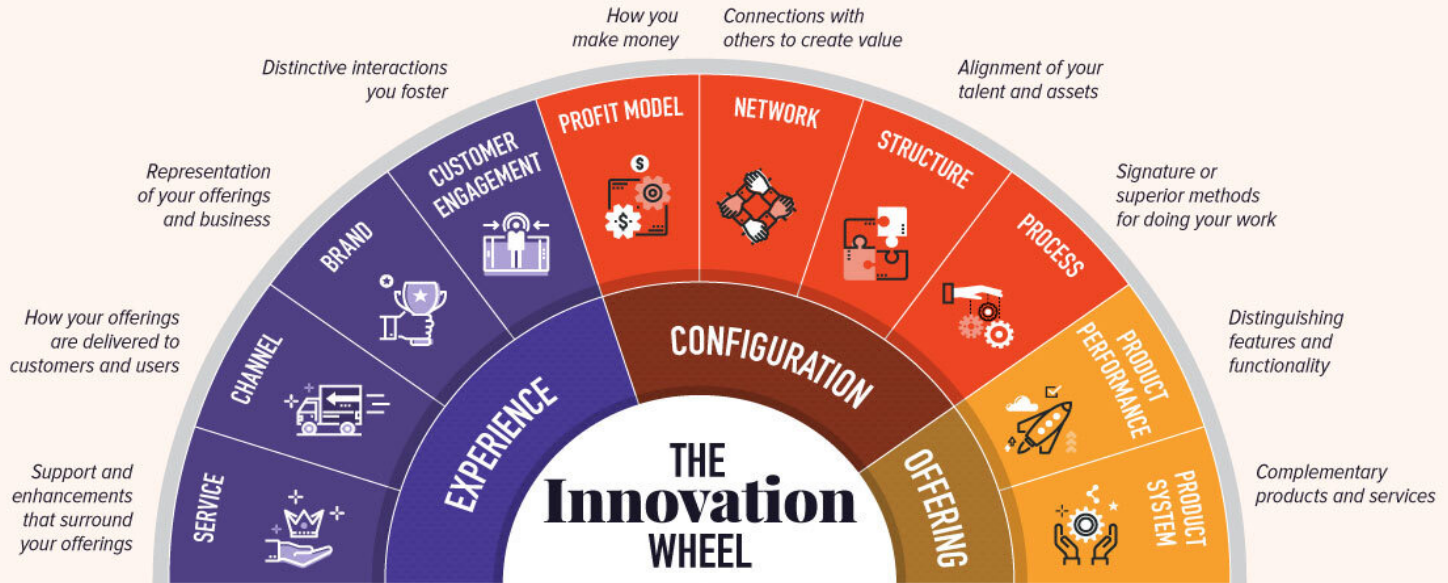 How you
make money
Connections with
others to create value
Distinctive interactions
you foster
Alignment of your
talent and assets
Representation
of your offerings
and business
Signature or
superior methods
for doing your work
How your offerings
are delivered to
customers and users
Distinguishing
features and
functionality
Support and
enhancements
that surround
your offerings
Complementary
products and services
SERVICE
CHANNEL
BRAND
CUSTOMER
ENGAGEMENT
PROFIT MODEL
NETWORK
STRUCTURE
PROCESS
PRODUCT
PERFORMANCE
PRODUCT
SYSTEM
$
$
EXPERIENCE
CONFIGURATION
OFFERING
THE
Innovation
WHEEL